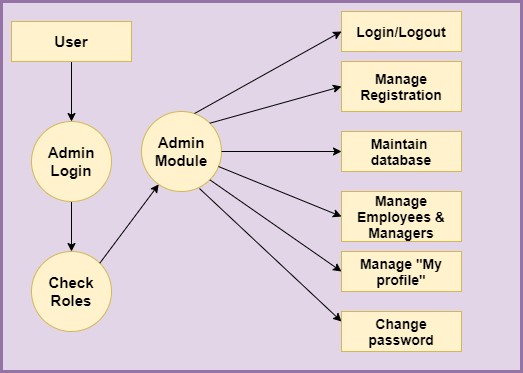 User
Admin
Login
Check
Roles
Admin
Module
Login/Logout
Manage
Registration
Maintain
database
Manage
Employees &
Managers
Manage "My
profile"
Change
password